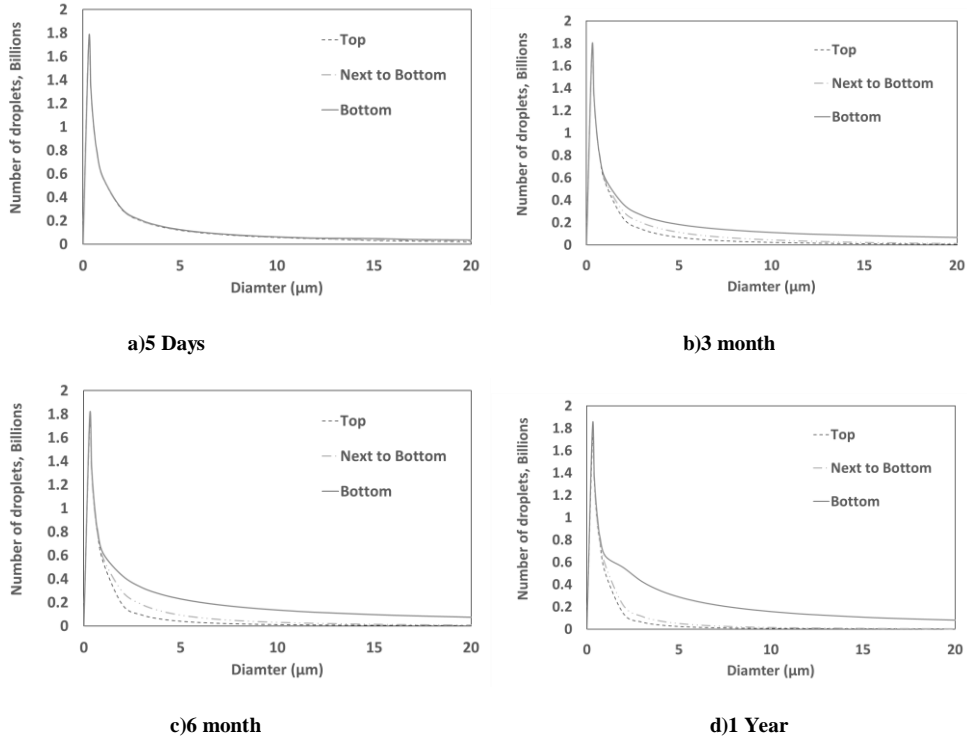 Number of droplets, Billions
2
1.8
1.6
1.4
1.2
1
0.8
0.6
0.4
0.2
0
Top
Next to Bottom
Bottom
0 5 10 15 20
Diamter (µm)
a)5 Days
Number of droplets, Billions
2
1.8
1.6
1.4
1.2
1
0.8
0.6
0.4
0.2
0
Top
Next to Bottom
Bottom
0 5 10 15 20
Diamter (µm)
b)3 month
Number of droplets, Billions
2
1.8
1.6
1.4
1.2
1
0.8
0.6
0.4
0.2
0
Top
Next to Bottom
Bottom
0 5 10 15 20
Diamter (µm)
c)6 month
Number of droplets, Billions
2
1.8
1.6
1.4
1.2
1
0.8
0.6
0.4
0.2
0
Top
Next to Bottom
Bottom
0 5 10 15 20
Diamter (µm)
d)1 Year